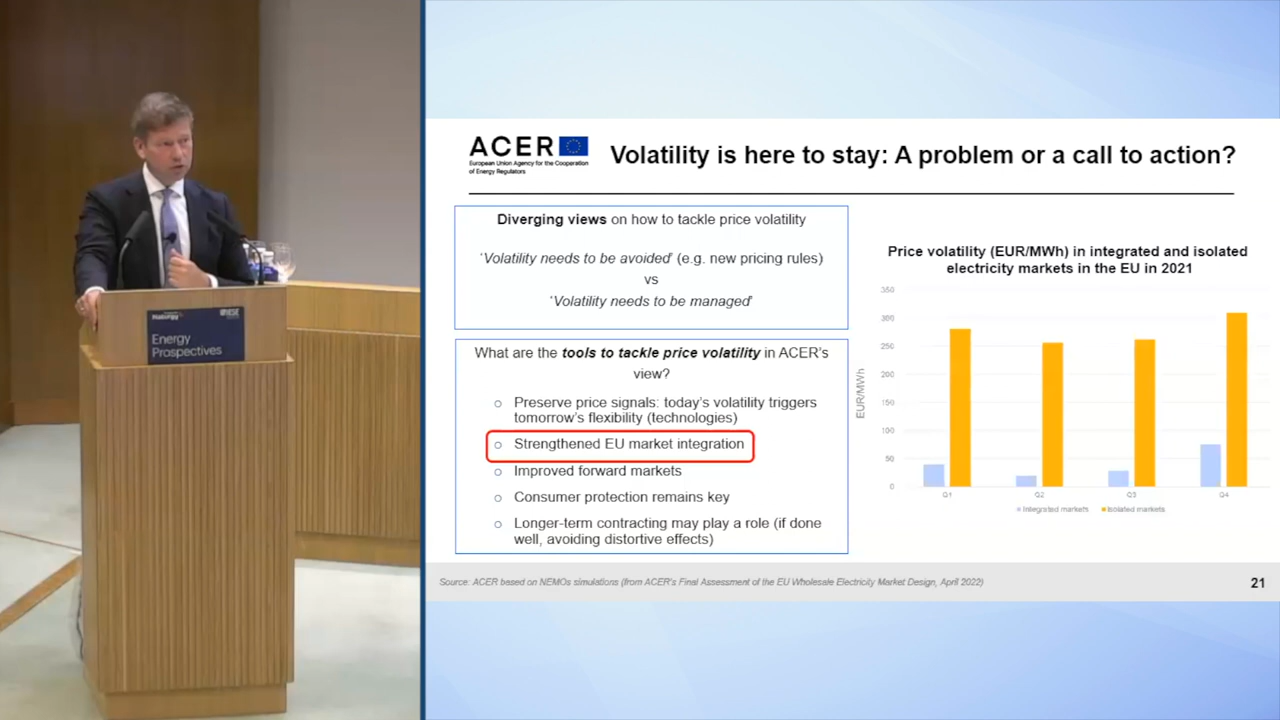 Naturgy
IESE
Energy
Prospectives
ACER
European Union Agency for the Cooperation
of Energy Regulators
Volatility is here to stay: A problem or a call to action?
Diverging views on how to tackle price volatility
'Volatility needs to be avoided' (e.g. new pricing rules)
vs
'Volatility needs to be managed'
What are the tools to tackle price volatility in ACER's
view?
Preserve price signals: today's volatility triggers
tomorrow's flexibility (technologies)
Strengthened EU market integration
Improved forward markets
Consumer protection remains key
Longer-term contracting may play a role (if done
well, avoiding distortive effects)
Price volatility (EUR/MWh) in integrated and isolated
electricity markets in the EU in 2021
EUR/MWh
350
300
250
200
150
100
50
0
Q1 Q2 Q3 Q4
Integrated markets Isolated markets
Source: ACER based on NEMOs simulations (from ACER's Final Assessment of the EU Wholesale Electricity Market Design, April 2022)
21